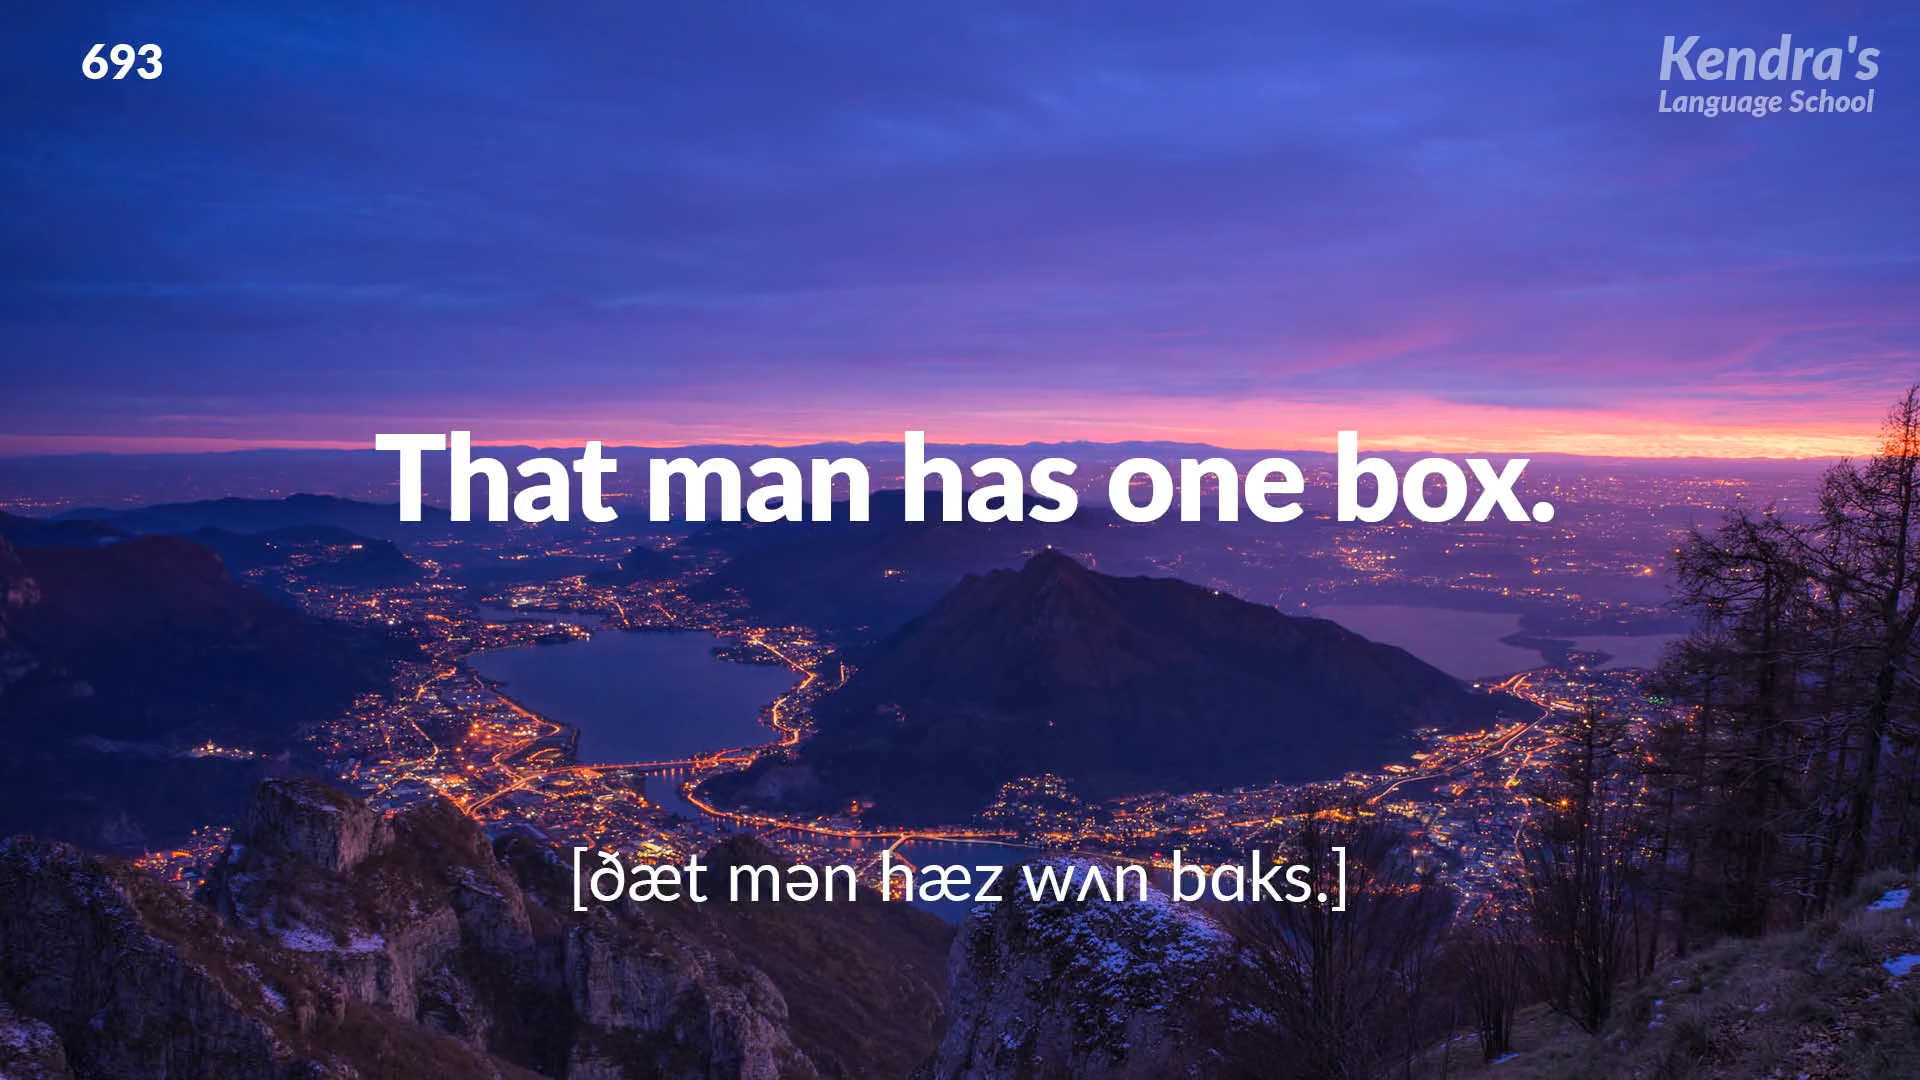 693
Kendra's
Language School
That man has one box.
[ðæt mən hæz wʌn bɑks.]